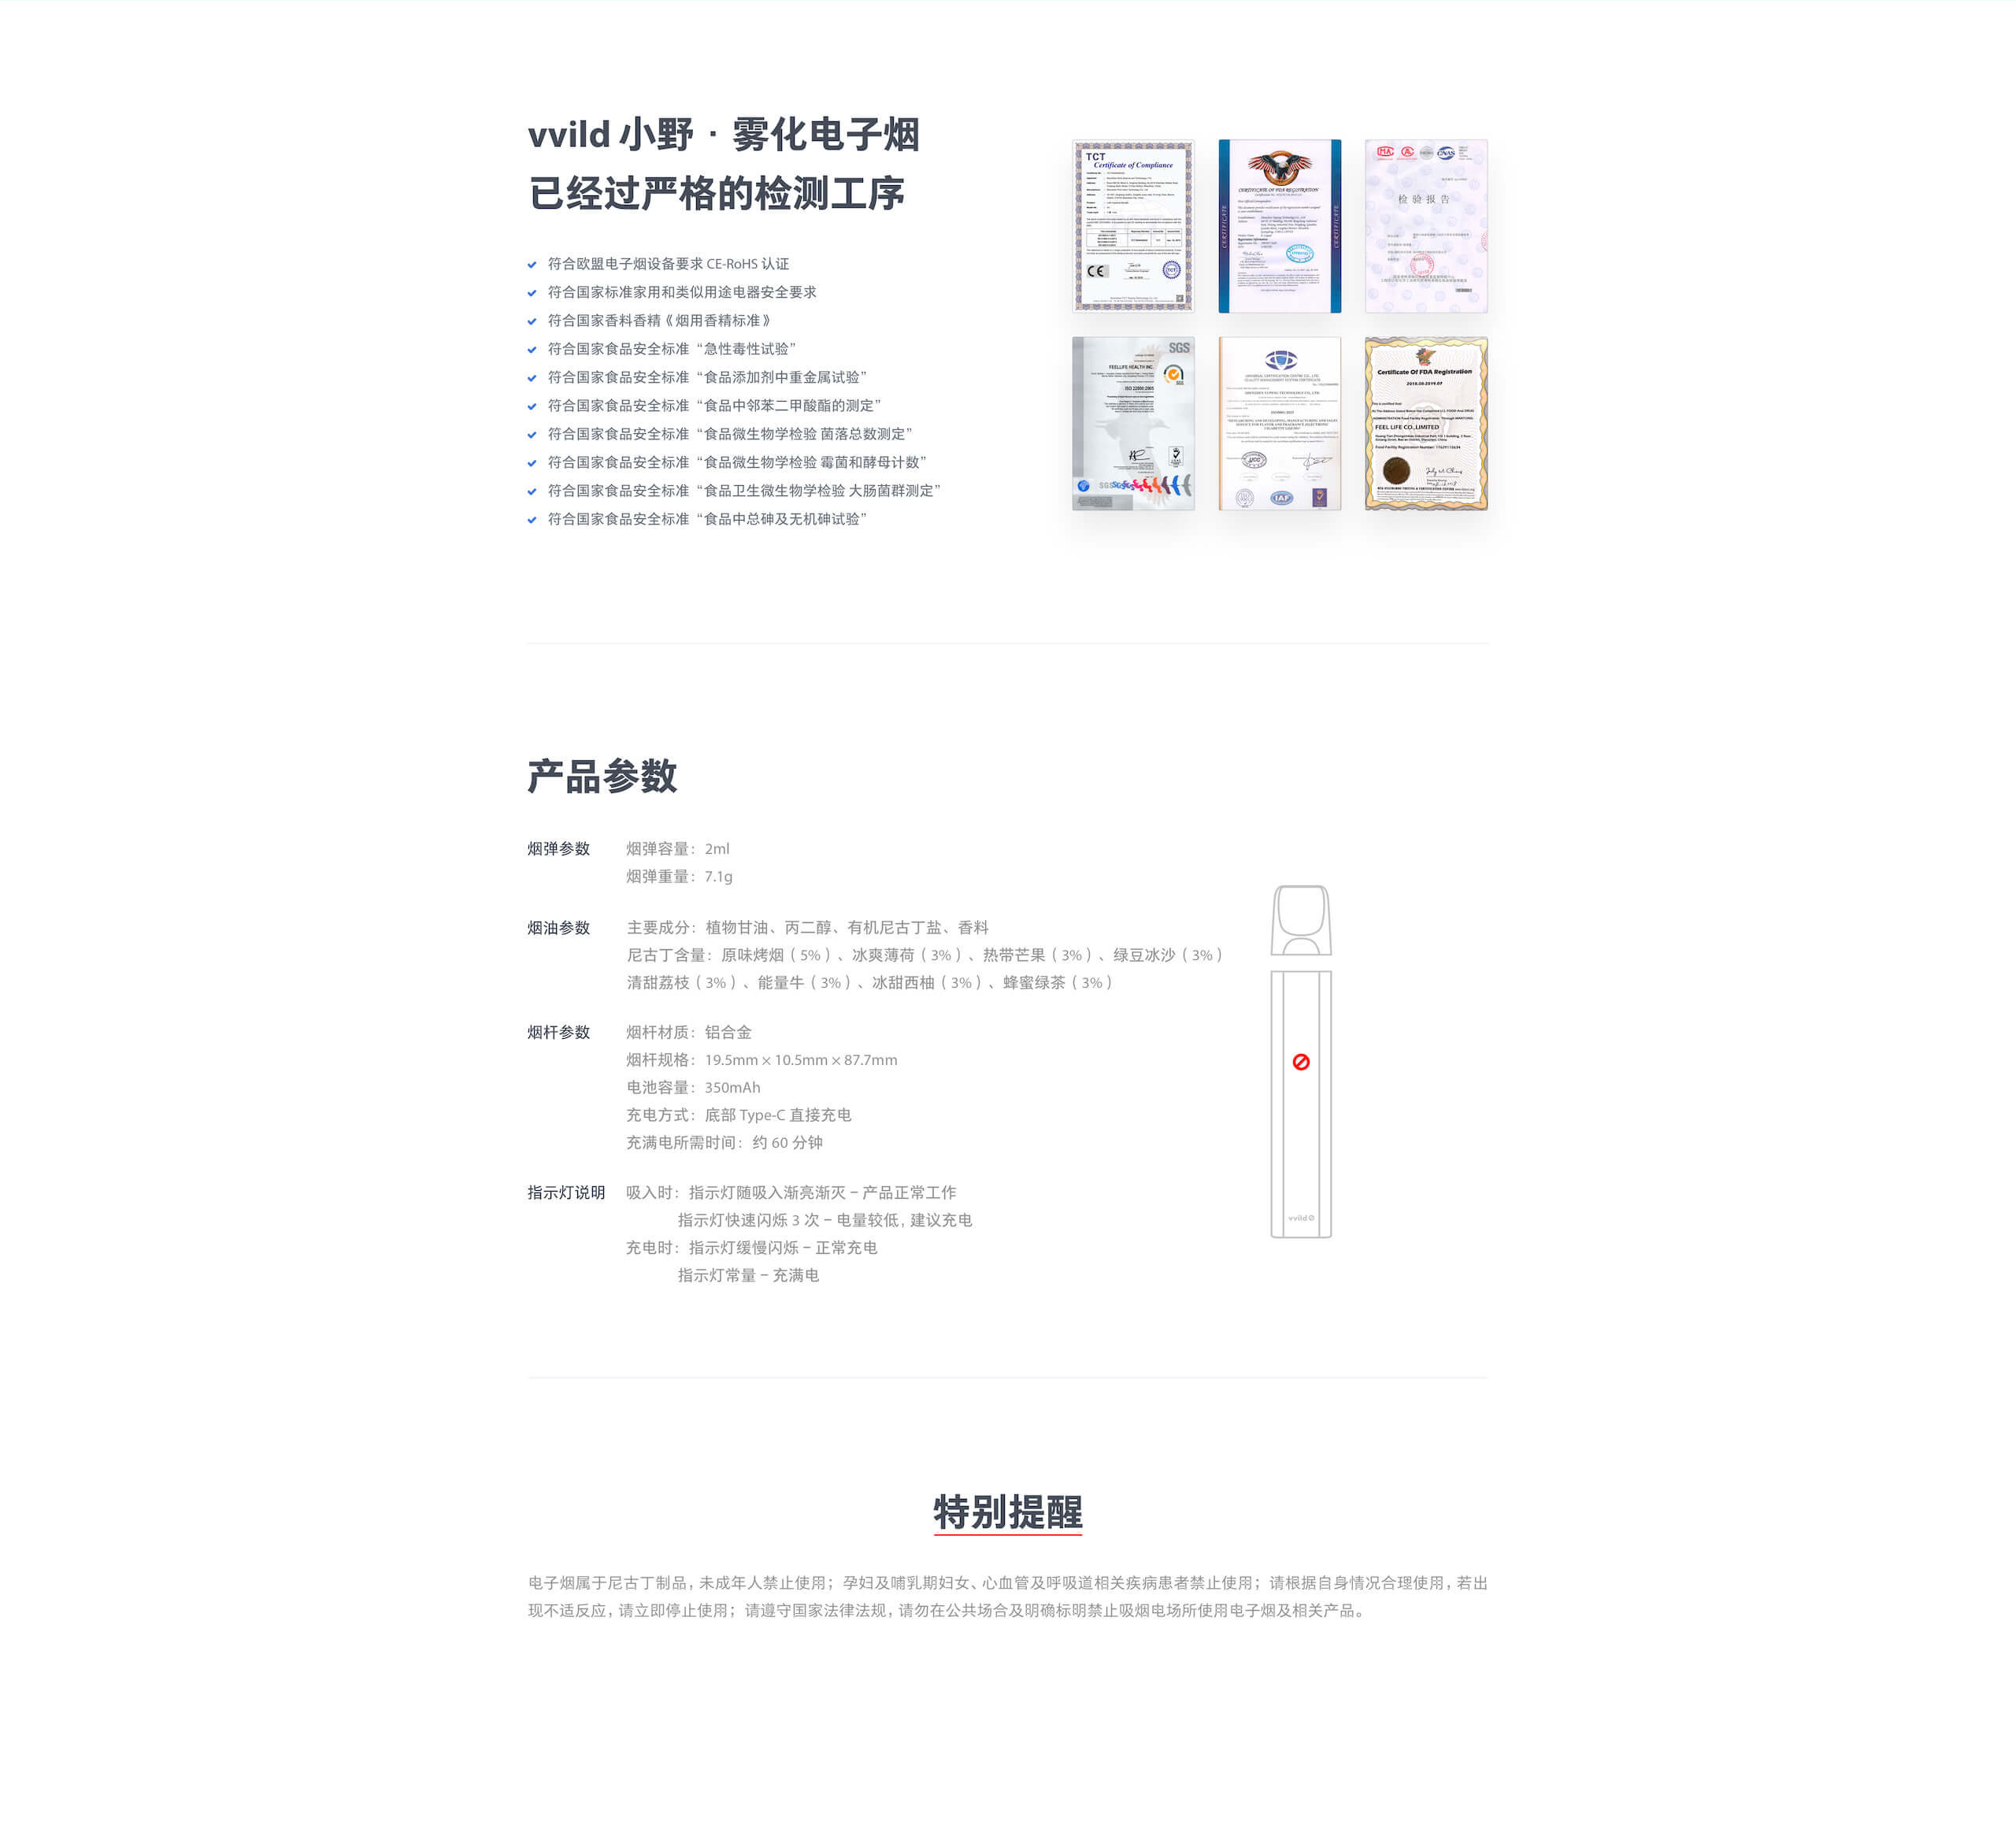 vvild 小野 · 雾化电子烟
已经过严格的检测工序
符合欧盟电子烟设备要求 CE-RoHS 认证
符合国家标准家用和类似用途电器安全要求
符合国家香料香精《烟用香精标准》
符合国家食品安全标准“急性毒性试验”
符合国家食品安全标准“食品添加剂中重金属试验”
符合国家食品安全标准“食品中邻苯二甲酸酯的测定”
符合国家食品安全标准“食品微生物学检验 菌落总数测定”
符合国家食品安全标准“食品微生物学检验 霉菌和酵母计数”
符合国家食品安全标准“食品卫生微生物学检验 大肠菌群测定”
符合国家食品安全标准“食品中总砷及无机砷试验”
TCT
Certificate of Compliance
CE
CERTIFICATE OF FDA REGISTRATION
CERTIFICATE
CERTIFICATE
CNAS
检验报告
SGS
FEELLIFE HEALTH INC.
ISO 22000:2005
SGS
IAF
Certificate Of FDA Registration
2018.08-2019.07
FEEL LIFE CO.,LIMITED
产品参数
烟弹参数 烟弹容量：2ml
烟弹重量：7.1g
烟油参数 主要成分：植物甘油、丙二醇、有机尼古丁盐、香料
尼古丁含量：原味烤烟（5%）、冰爽薄荷（3%）、热带芒果（3%）、绿豆冰沙（3%）
清甜荔枝（3%）、能量牛（3%）、冰甜西柚（3%）、蜂蜜绿茶（3%）
烟杆参数 烟杆材质：铝合金
烟杆规格：19.5mm × 10.5mm × 87.7mm
电池容量：350mAh
充电方式：底部 Type-C 直接充电
充满电所需时间：约 60 分钟
指示灯说明 吸入时：指示灯随吸入渐亮渐灭 – 产品正常工作
指示灯快速闪烁 3 次 – 电量较低，建议充电
充电时：指示灯缓慢闪烁 – 正常充电
指示灯常量 – 充满电
vvild
特别提醒
电子烟属于尼古丁制品，未成年人禁止使用；孕妇及哺乳期妇女、心血管及呼吸道相关疾病患者禁止使用；请根据自身情况合理使用，若出
现不适反应，请立即停止使用；请遵守国家法律法规，请勿在公共场合及明确标明禁止吸烟电场所使用电子烟及相关产品。